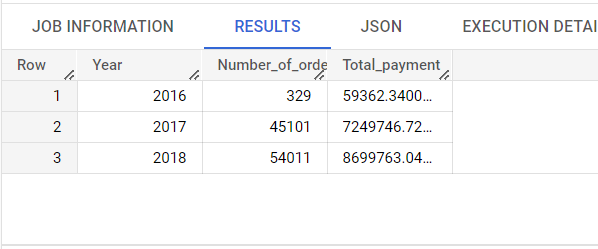 JOB INFORMATION RESULTS JSON EXECUTION DETAI
Row Year Number_of_orde Total_payment
1 2016 329 59362.3400...
2 2017 45101 7249746.72...
3 2018 54011 8699763.04...